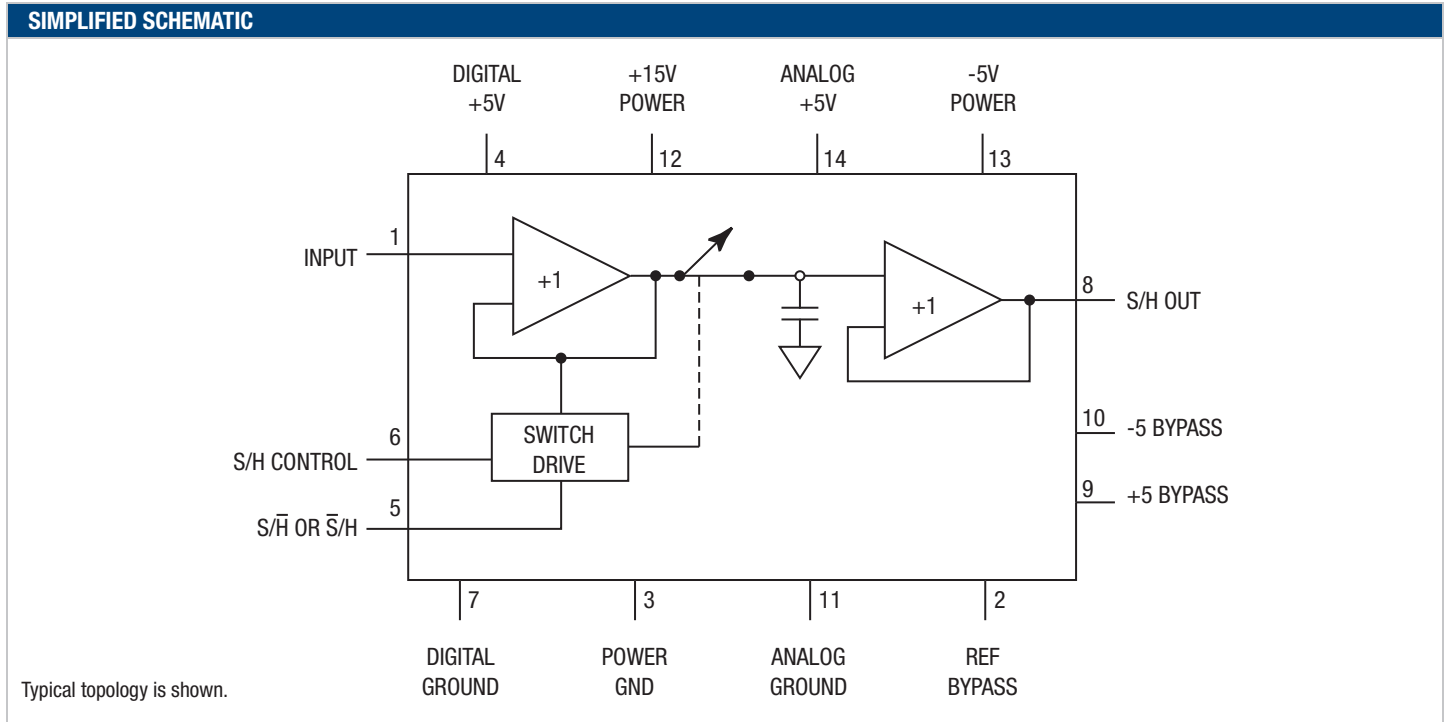 SIMPLIFIED SCHEMATIC
DIGITAL
+5V
+15V
POWER
ANALOG
+5V
-5V
POWER
4
12
14
13
1
INPUT
+1
+1
8
S/H OUT
10
-5 BYPASS
6
S/H CONTROL
SWITCH
DRIVE
9
+5 BYPASS
5
S/H̅ OR S̅/H
7
3
11
2
DIGITAL
GROUND
POWER
GND
ANALOG
GROUND
REF
BYPASS
Typical topology is shown.